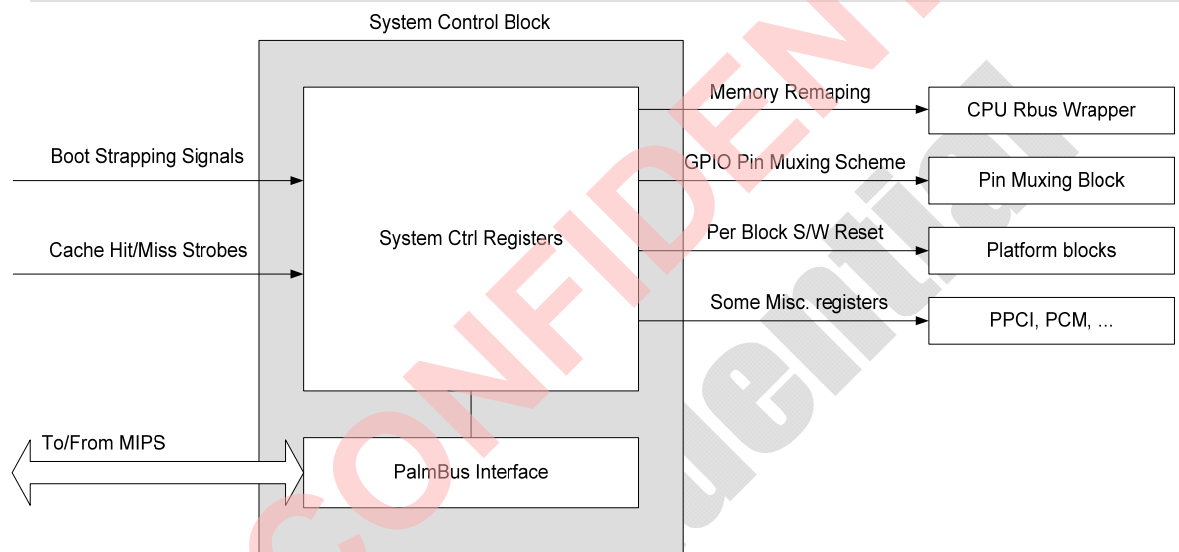 System Control Block
Memory Remaping
CPU Rbus Wrapper
Boot Strapping Signals
GPIO Pin Muxing Scheme
Pin Muxing Block
Cache Hit/Miss Strobes
System Ctrl Registers
Per Block S/W Reset
Platform blocks
Some Misc. registers
PPCI, PCM, ...
To/From MIPS
PalmBus Interface
CONFIDENT
dential